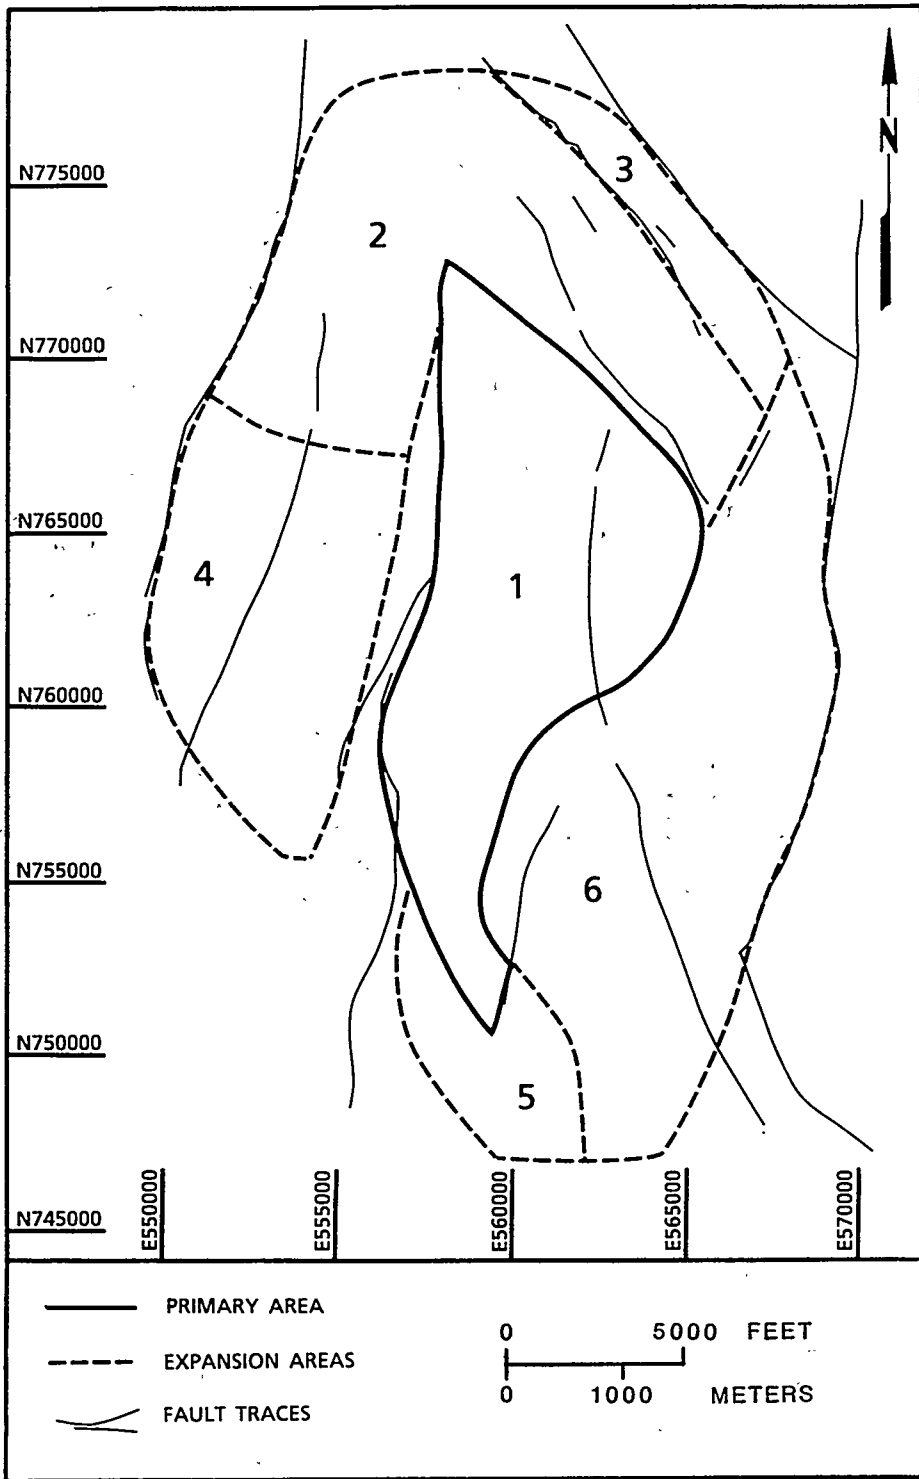 N
3
N775000
2
N770000
N765000
4
1
N760000
N755000
6
N750000
5
E550000
E555000
E560000
E565000
E570000
N745000
PRIMARY AREA
0 5000 FEET
EXPANSION AREAS
0 1000 METERS
FAULT TRACES